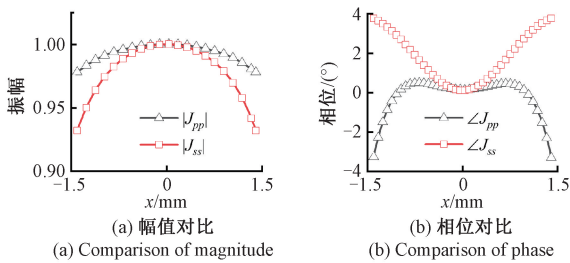 1.00
0.95
0.90
振幅
|Jpp|
|Jss|
−1.5
0
1.5
x/mm
(a) 幅值对比
(a) Comparison of magnitude
4
2
0
−2
−4
相位/(°)
∠Jpp
∠Jss
−1.5
0
1.5
x/mm
(b) 相位对比
(b) Comparison of phase